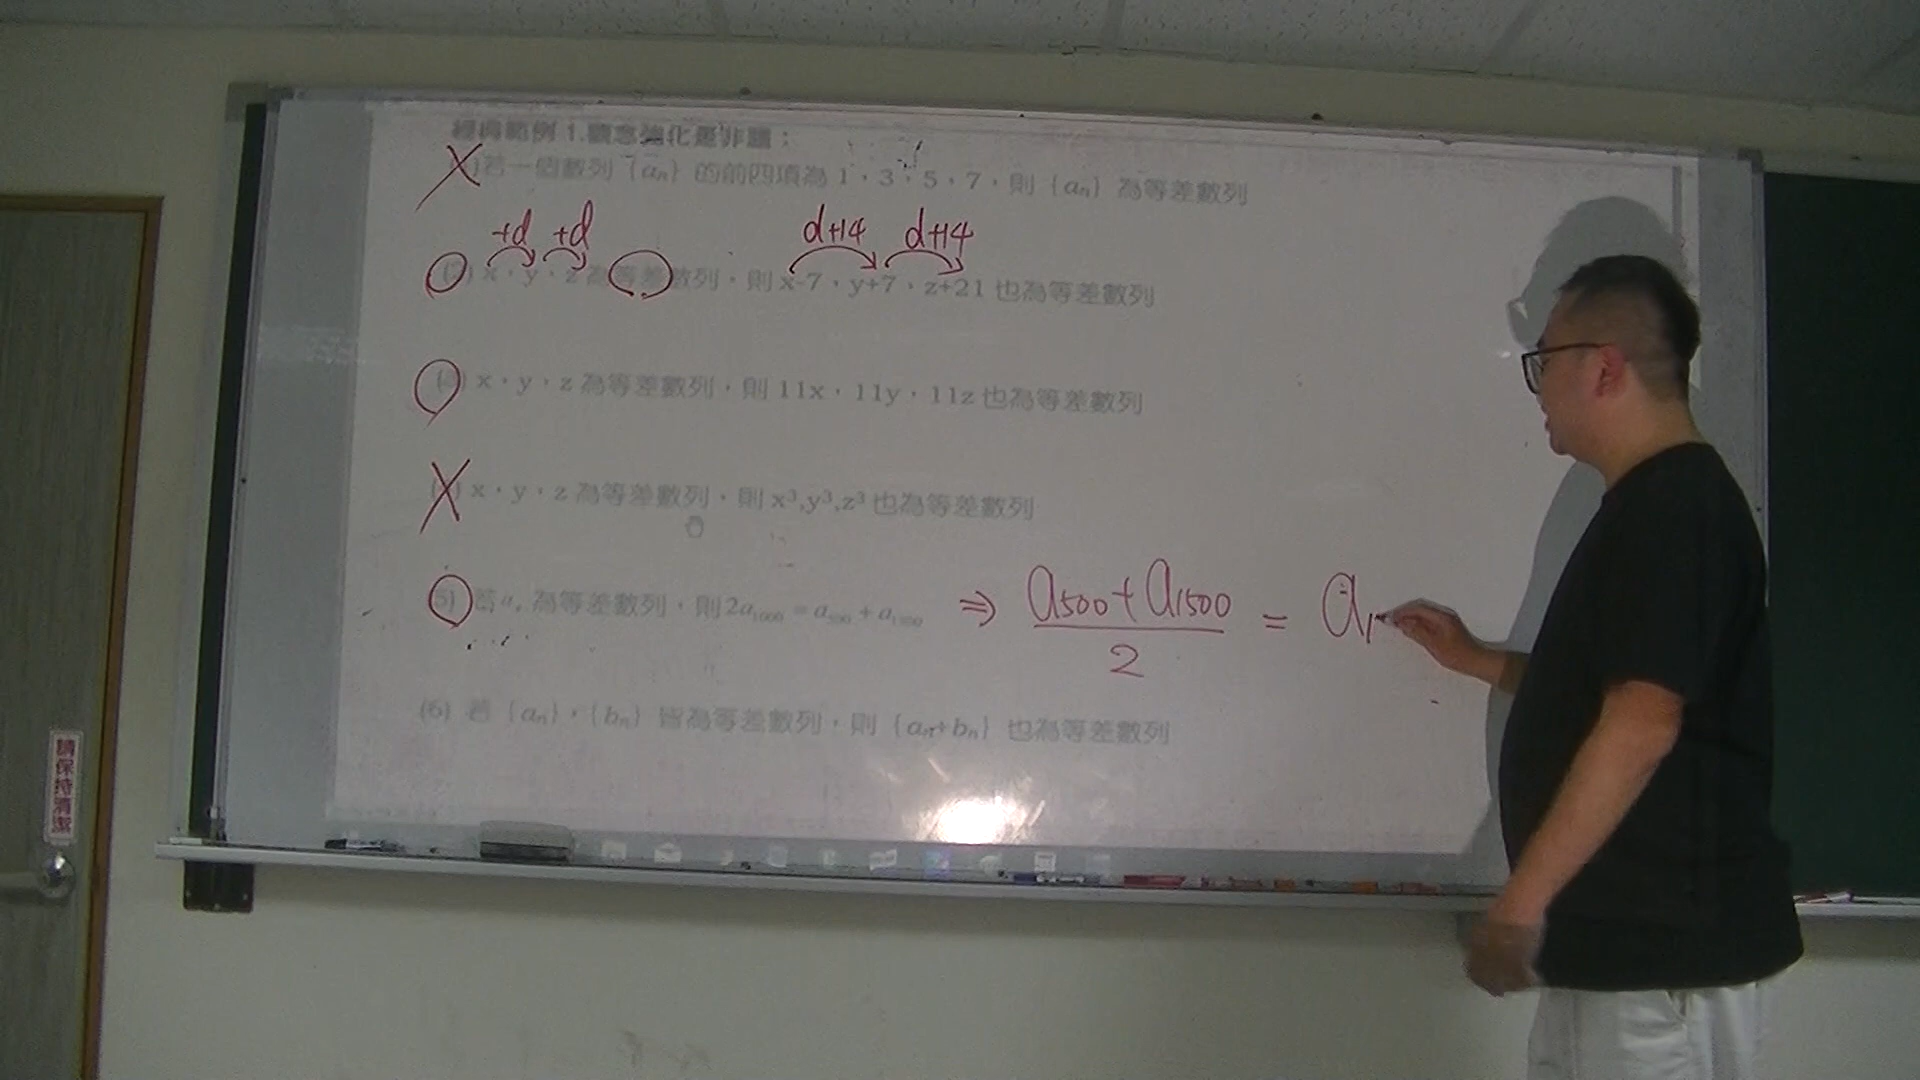 經典範例 1.觀念強化是非題：
X )若一個數列 {aₙ} 的前四項為 1，3，5，7，則 {aₙ} 為等差數列
+d +d d+14 d+14
(2) x，y，z 為等差數列，則 x-7，y+7，z+21 也為等差數列
(3) x，y，z 為等差數列，則 11x，11y，11z 也為等差數列
X (4) x，y，z 為等差數列，則 x³,y³,z³ 也為等差數列
(5) 若 aₙ 為等差數列，則 2a₁₀₀₀ = a₅₀₀ + a₁₅₀₀ ⇒ (a₅₀₀ + a₁₅₀₀)/2 = a₁
(6) 若 {aₙ}，{bₙ} 皆為等差數列，則 {aₙ+bₙ} 也為等差數列
請保持清潔